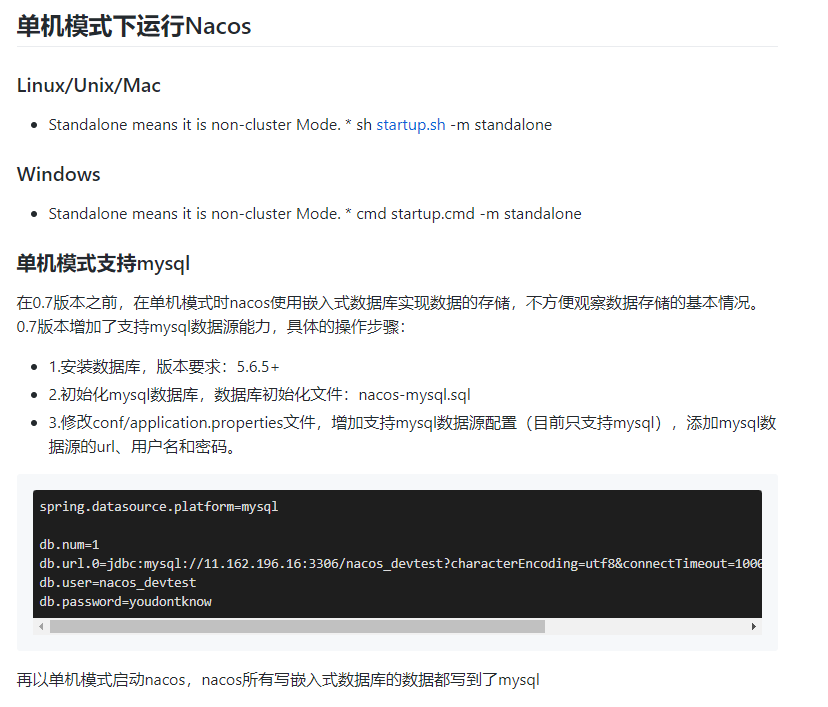 单机模式下运行Nacos
Linux/Unix/Mac
Standalone means it is non-cluster Mode. * sh startup.sh -m standalone
Windows
Standalone means it is non-cluster Mode. * cmd startup.cmd -m standalone
单机模式支持mysql
在0.7版本之前，在单机模式时nacos使用嵌入式数据库实现数据的存储，不方便观察数据存储的基本情况。
0.7版本增加了支持mysql数据源能力，具体的操作步骤：
1.安装数据库，版本要求：5.6.5+
2.初始化mysql数据库，数据库初始化文件：nacos-mysql.sql
3.修改conf/application.properties文件，增加支持mysql数据源配置（目前只支持mysql），添加mysql数
据源的url、用户名和密码。
spring.datasource.platform=mysql
db.num=1
db.url.0=jdbc:mysql://11.162.196.16:3306/nacos_devtest?characterEncoding=utf8&connectTimeout=1000
db.user=nacos_devtest
db.password=youdontknow
再以单机模式启动nacos，nacos所有写嵌入式数据库的数据都写到了mysql